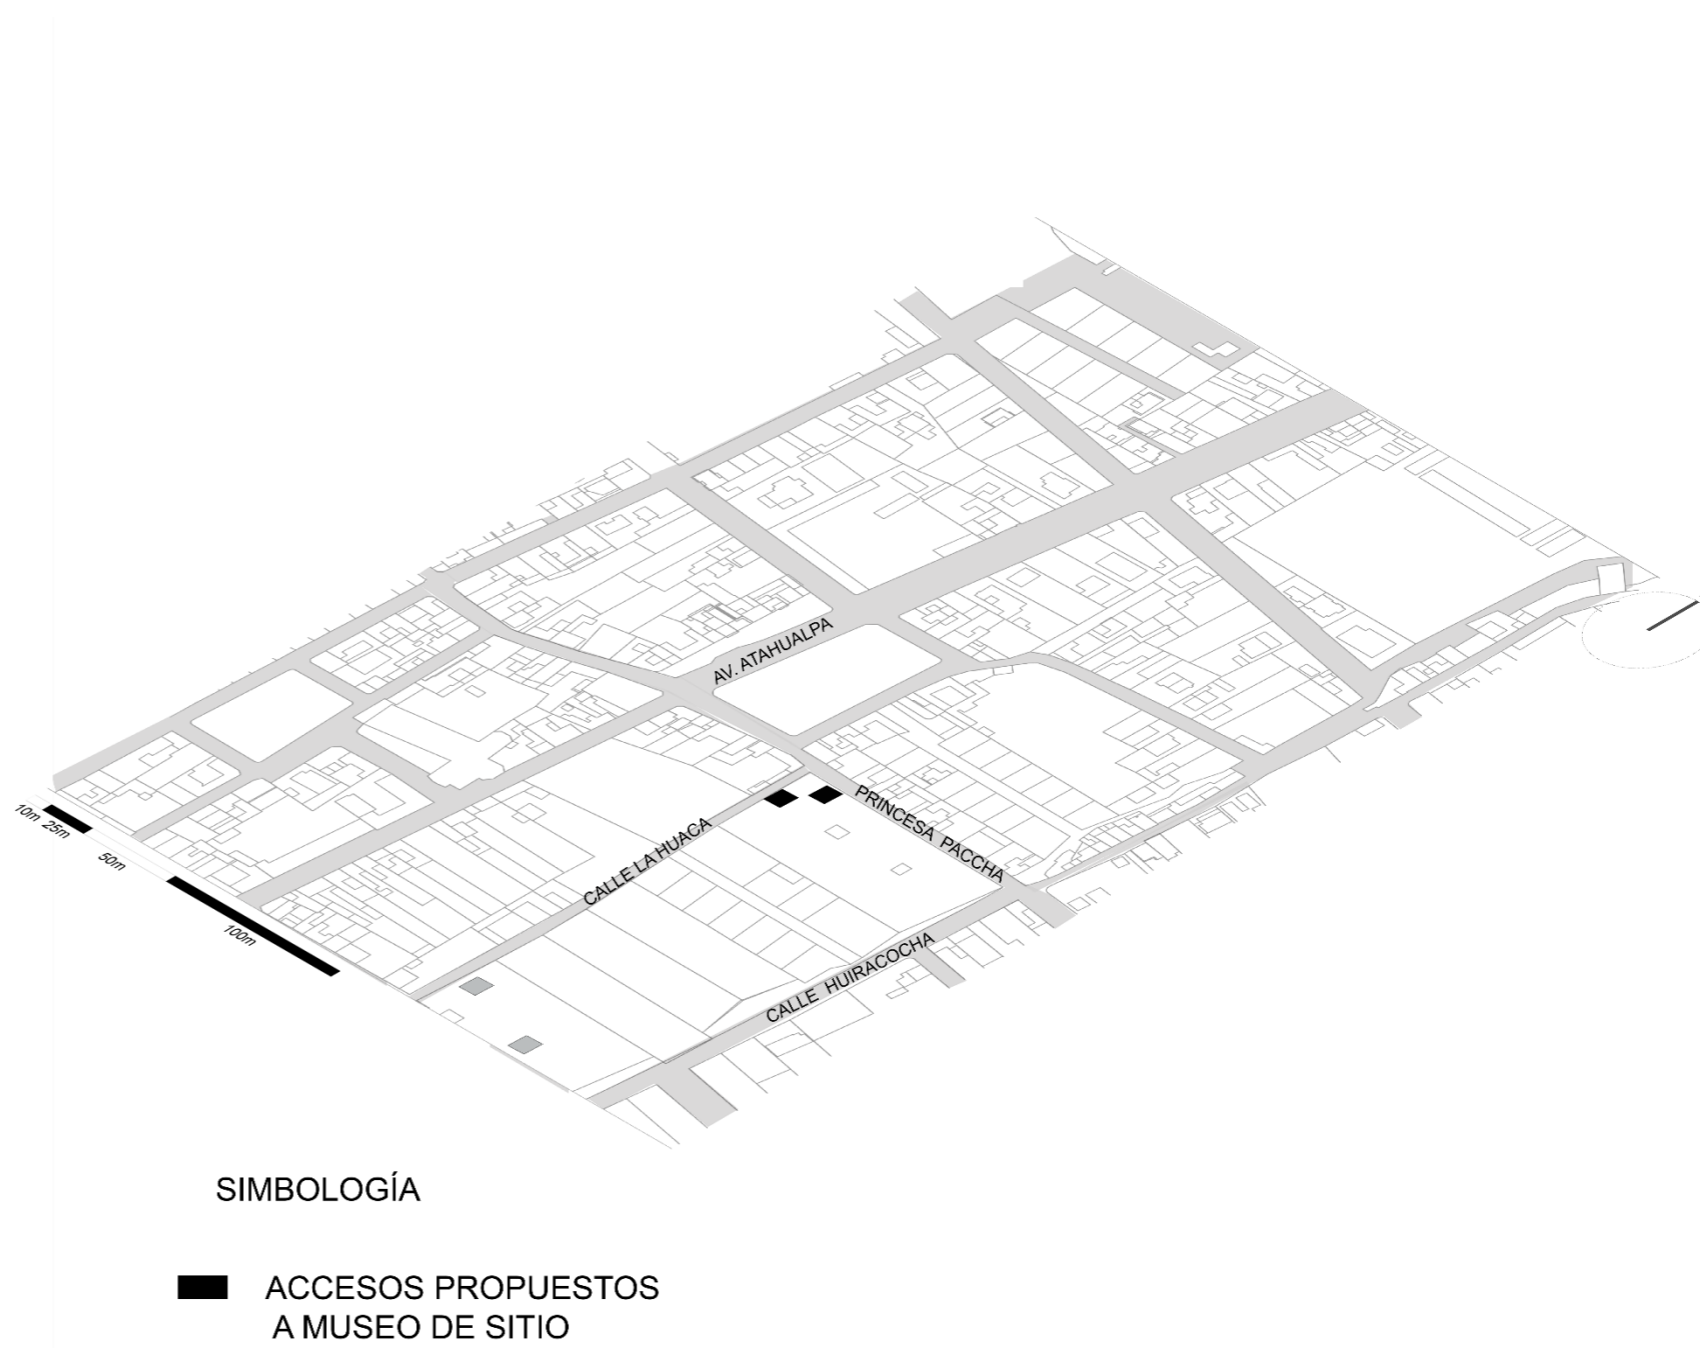 AV. ATAHUALPA
PRINCESA PACCHA
CALLE LA HUACA
CALLE HUIRACOCHA
10m
25m
50m
100m
SIMBOLOGÍA
ACCESOS PROPUESTOS
A MUSEO DE SITIO